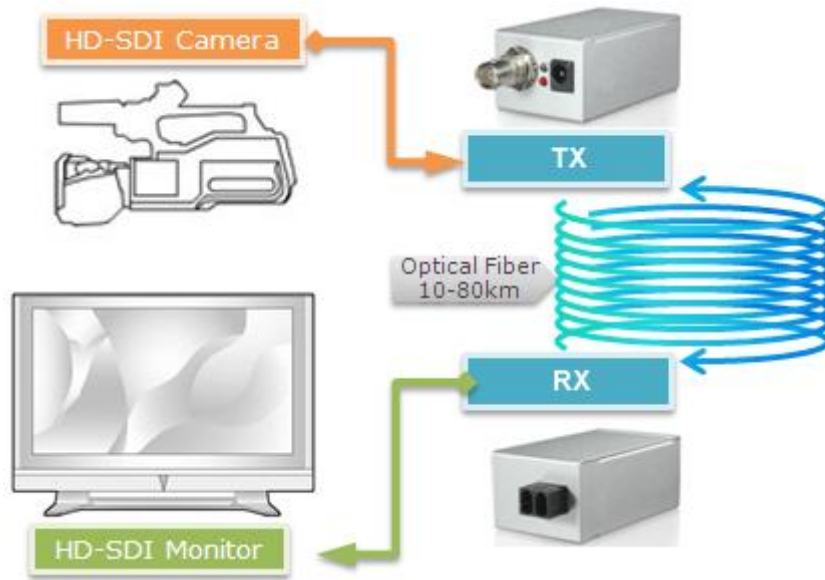 HD-SDI Camera
TX
Optical Fiber
10-80km
RX
HD-SDI Monitor